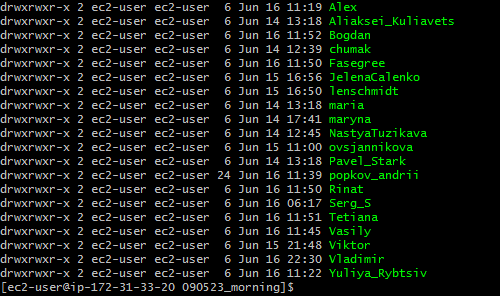 drwxrwxr-x 2 ec2-user ec2-user  6 Jun 16 11:19 Alex
drwxrwxr-x 2 ec2-user ec2-user  6 Jun 14 13:18 Aliaksei_Kuliavets
drwxrwxr-x 2 ec2-user ec2-user  6 Jun 16 11:52 Bogdan
drwxrwxr-x 2 ec2-user ec2-user  6 Jun 14 12:39 chumak
drwxrwxr-x 2 ec2-user ec2-user  6 Jun 16 11:50 Fasegree
drwxrwxr-x 2 ec2-user ec2-user  6 Jun 15 16:56 JelenaCalenko
drwxrwxr-x 2 ec2-user ec2-user  6 Jun 15 16:50 lenschmidt
drwxrwxr-x 2 ec2-user ec2-user  6 Jun 14 13:18 maria
drwxrwxr-x 2 ec2-user ec2-user  6 Jun 14 17:41 maryna
drwxrwxr-x 2 ec2-user ec2-user  6 Jun 14 12:45 NastyaTuzikava
drwxrwxr-x 2 ec2-user ec2-user  6 Jun 15 11:00 ovsjannikova
drwxrwxr-x 2 ec2-user ec2-user  6 Jun 14 13:18 Pavel_Stark
drwxrwxr-x 2 ec2-user ec2-user 24 Jun 16 11:39 popkov_andrii
drwxrwxr-x 2 ec2-user ec2-user  6 Jun 16 11:50 Rinat
drwxrwxr-x 2 ec2-user ec2-user  6 Jun 16 06:17 Serg_S
drwxrwxr-x 2 ec2-user ec2-user  6 Jun 16 11:51 Tetiana
drwxrwxr-x 2 ec2-user ec2-user  6 Jun 16 11:45 Vasily
drwxrwxr-x 2 ec2-user ec2-user  6 Jun 15 21:48 Viktor
drwxrwxr-x 2 ec2-user ec2-user  6 Jun 16 22:30 Vladimir
drwxrwxr-x 2 ec2-user ec2-user  6 Jun 16 11:22 Yuliya_Rybtsiv
[ec2-user@ip-172-31-33-20 090523_morning]$